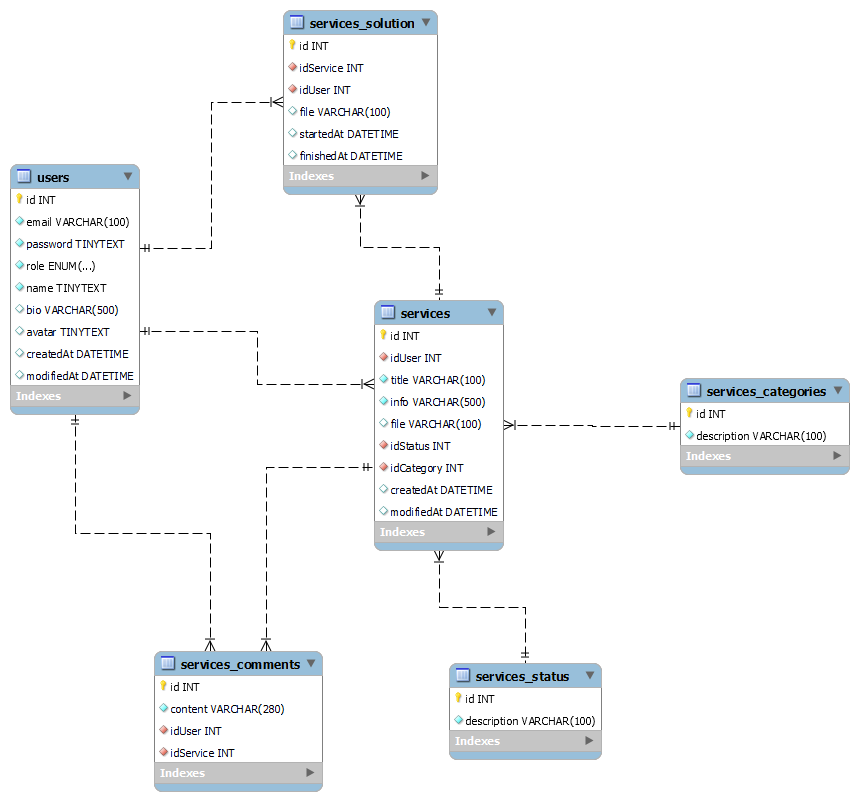 services_solution
id INT
idService INT
idUser INT
file VARCHAR(100)
startedAt DATETIME
finishedAt DATETIME
Indexes
users
id INT
email VARCHAR(100)
password TINYTEXT
role ENUM(...)
name TINYTEXT
bio VARCHAR(500)
avatar TINYTEXT
createdAt DATETIME
modifiedAt DATETIME
Indexes
services
id INT
idUser INT
title VARCHAR(100)
info VARCHAR(500)
file VARCHAR(100)
idStatus INT
idCategory INT
createdAt DATETIME
modifiedAt DATETIME
Indexes
services_categories
id INT
description VARCHAR(100)
Indexes
services_comments
id INT
content VARCHAR(280)
idUser INT
idService INT
Indexes
services_status
id INT
description VARCHAR(100)
Indexes